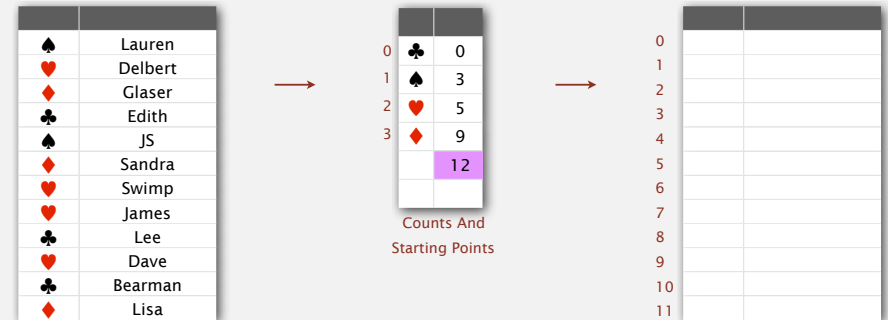 ♠ Lauren
♥ Delbert
♦ Glaser
♣ Edith
♠ JS
♦ Sandra
♥ Swimp
♥ James
♣ Lee
♥ Dave
♣ Bearman
♦ Lisa
0 ♣ 0
1 ♠ 3
2 ♥ 5
3 ♦ 9
12
Counts And
Starting Points
0
1
2
3
4
5
6
7
8
9
10
11